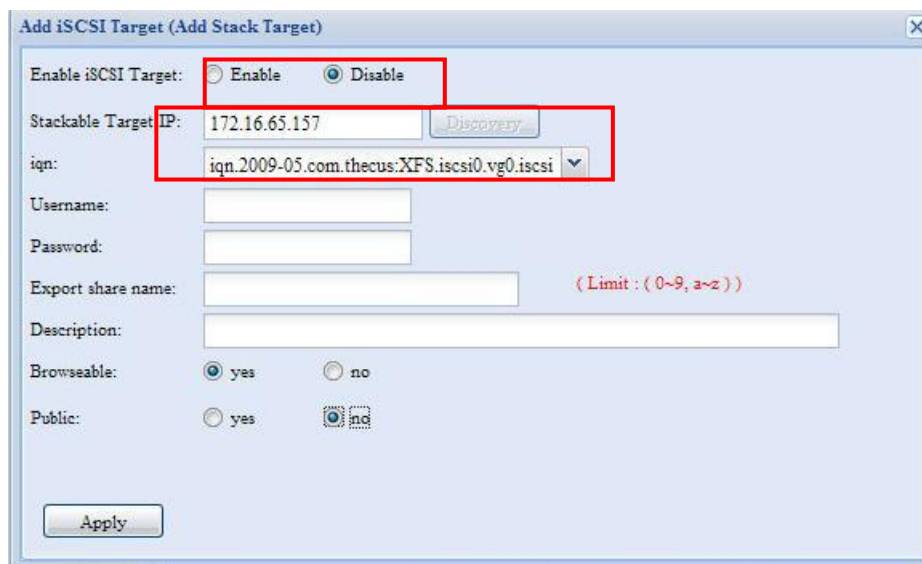 Add iSCSI Target (Add Stack Target)
Enable iSCSI Target: Enable Disable
Stackable Target IP: 172.16.65.157 Discovery
iqn: iqn.2009-05.com.thecus:XFS.iscsi0.vg0.iscsi
Username:
Password:
Export share name: ( Limit : ( 0~9, a~z ) )
Description:
Browseable: yes no
Public: yes no
Apply